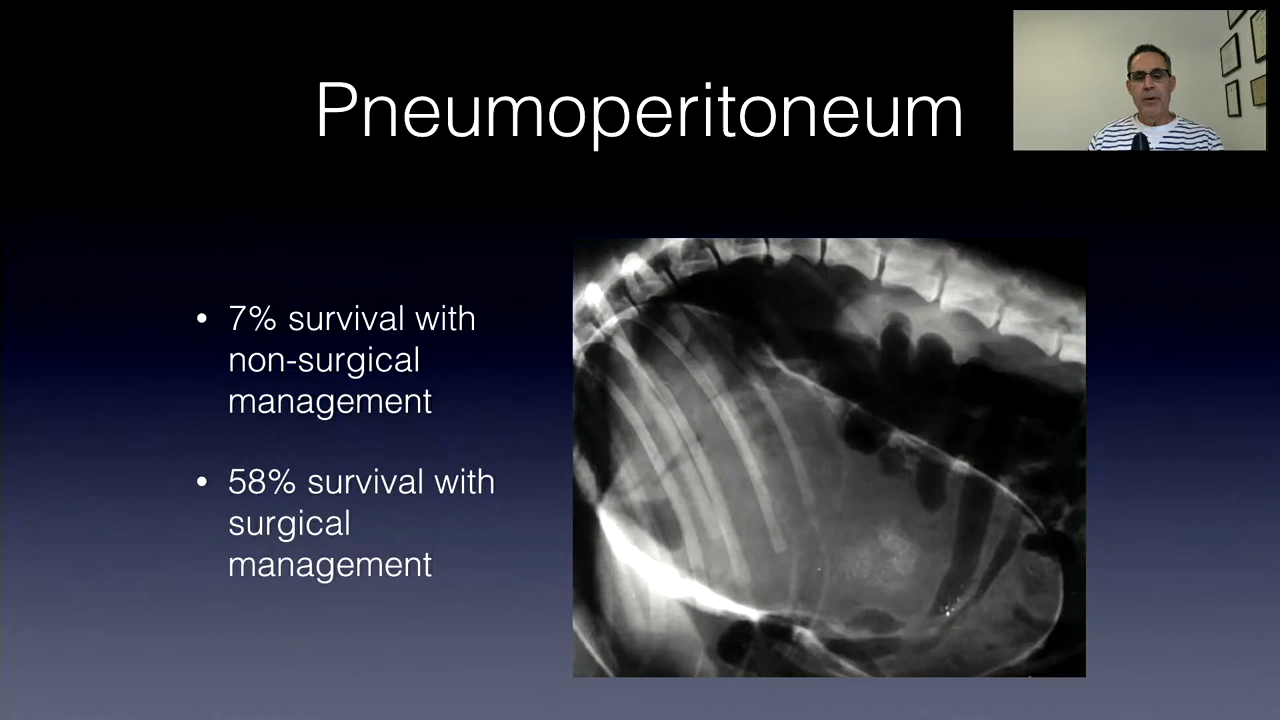 Pneumoperitoneum
• 7% survival with
non-surgical
management
• 58% survival with
surgical
management